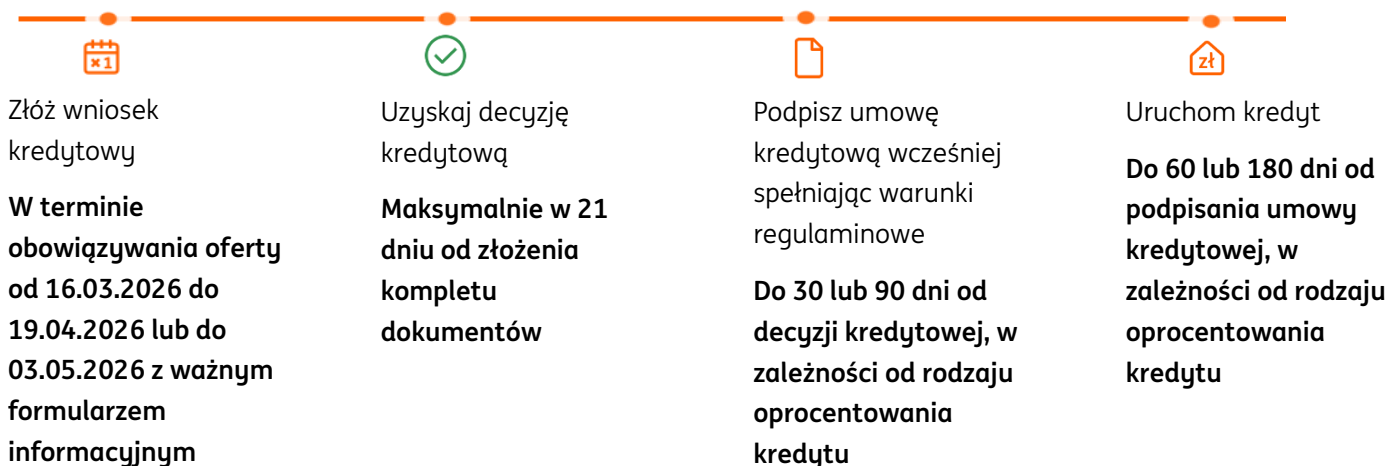 ×1
zł
Złóż wniosek
kredytowy
W terminie
obowiązywania oferty
od 16.03.2026 do
19.04.2026 lub do
03.05.2026 z ważnym
formularzem
informacyjnym
Uzyskaj decyzję
kredytową
Maksymalnie w 21
dniu od złożenia
kompletu
dokumentów
Podpisz umowę
kredytową wcześniej
spełniając warunki
regulaminowe
Do 30 lub 90 dni od
decyzji kredytowej, w
zależności od rodzaju
oprocentowania
kredytu
Uruchom kredyt
Do 60 lub 180 dni od
podpisania umowy
kredytowej, w
zależności od rodzaju
oprocentowania
kredytu